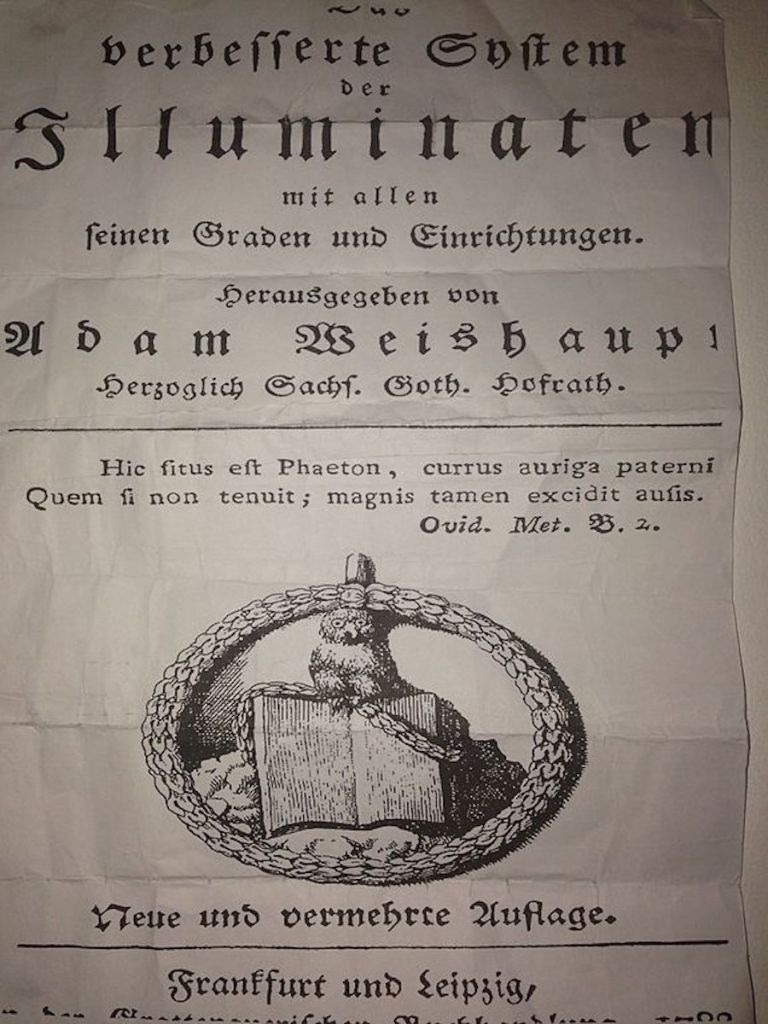 verbeſſerte Syſtem
der
Illuminaten
mit allen
ſeinen Graden und Einrichtungen.
Herausgegeben von
Adam Weishaupt
Herzoglich Sachſ. Goth. Hofrath.
Hic ſitus eſt Phaeton, currus auriga paterni
Quem ſi non tenuit; magnis tamen excidit auſis.
Ovid. Met. B. 2.
Neue und vermehrte Auflage.
Frankfurt und Leipzig,